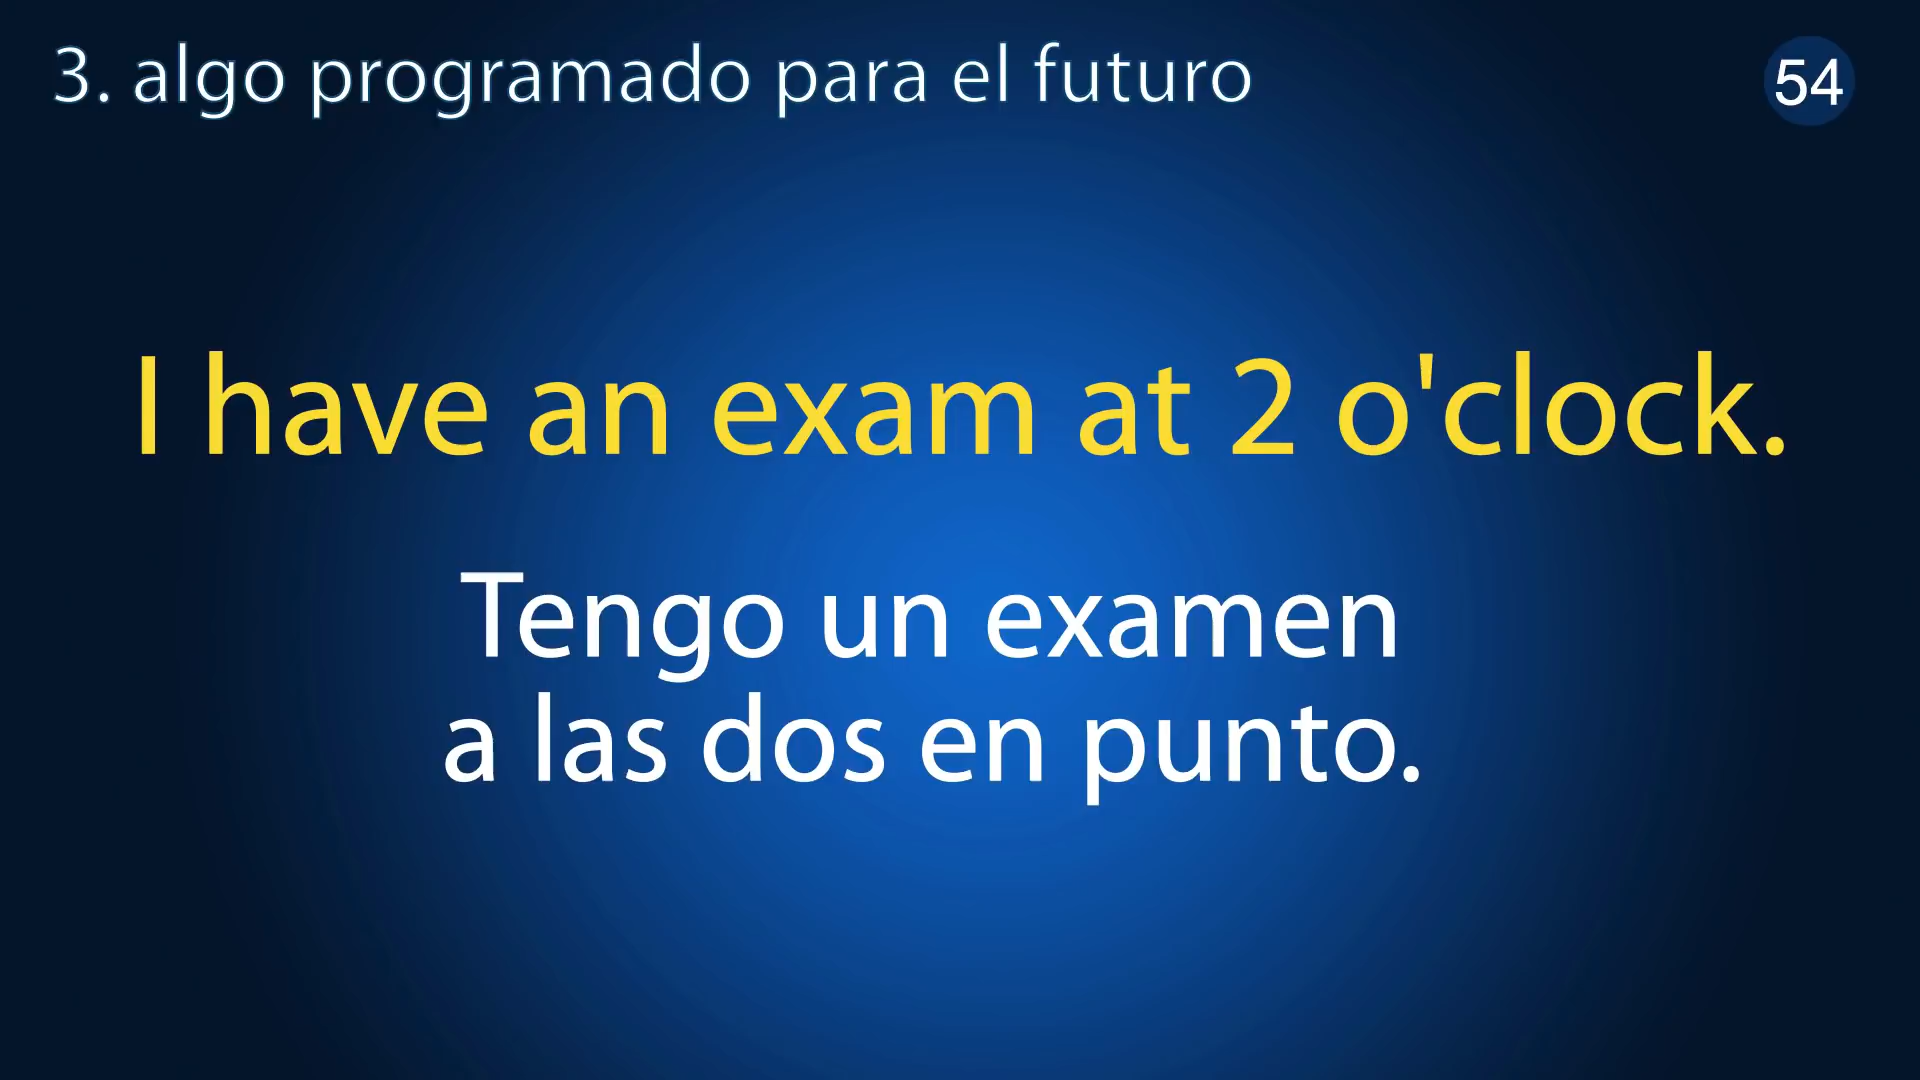 3. algo programado para el futuro
54
I have an exam at 2 o'clock.
Tengo un examen
a las dos en punto.